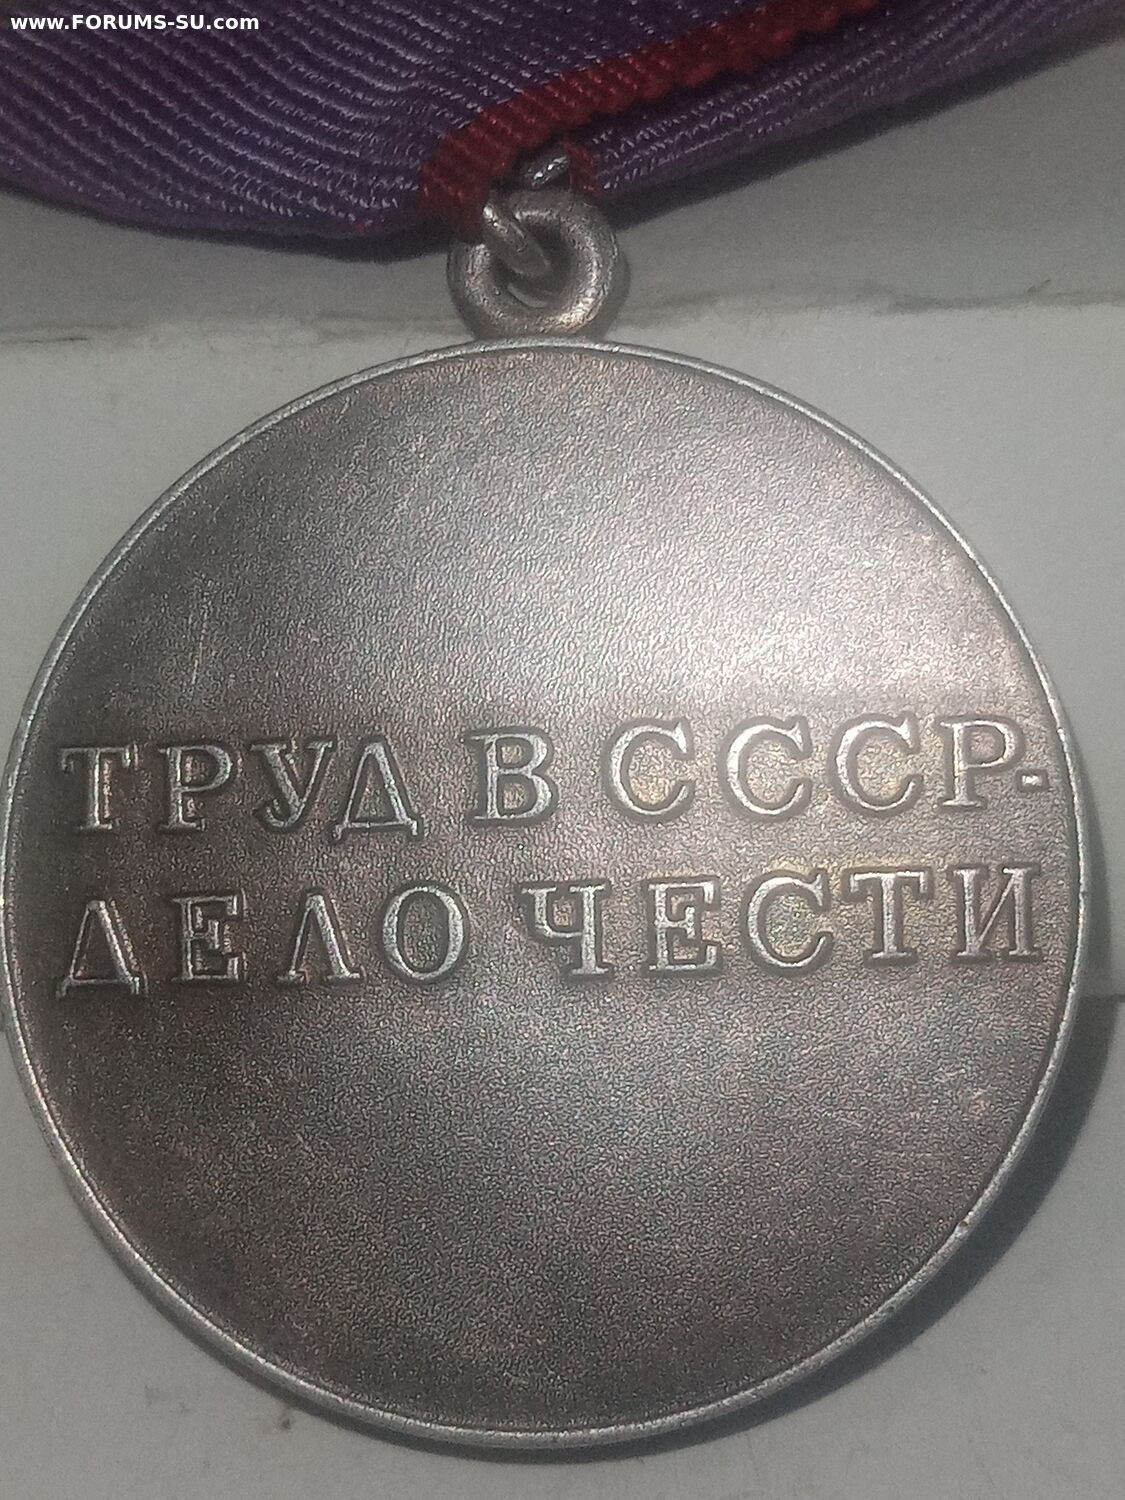 www.FORUMS-SU.com
ТРУД В СССР-
ДЕЛО ЧЕСТИ